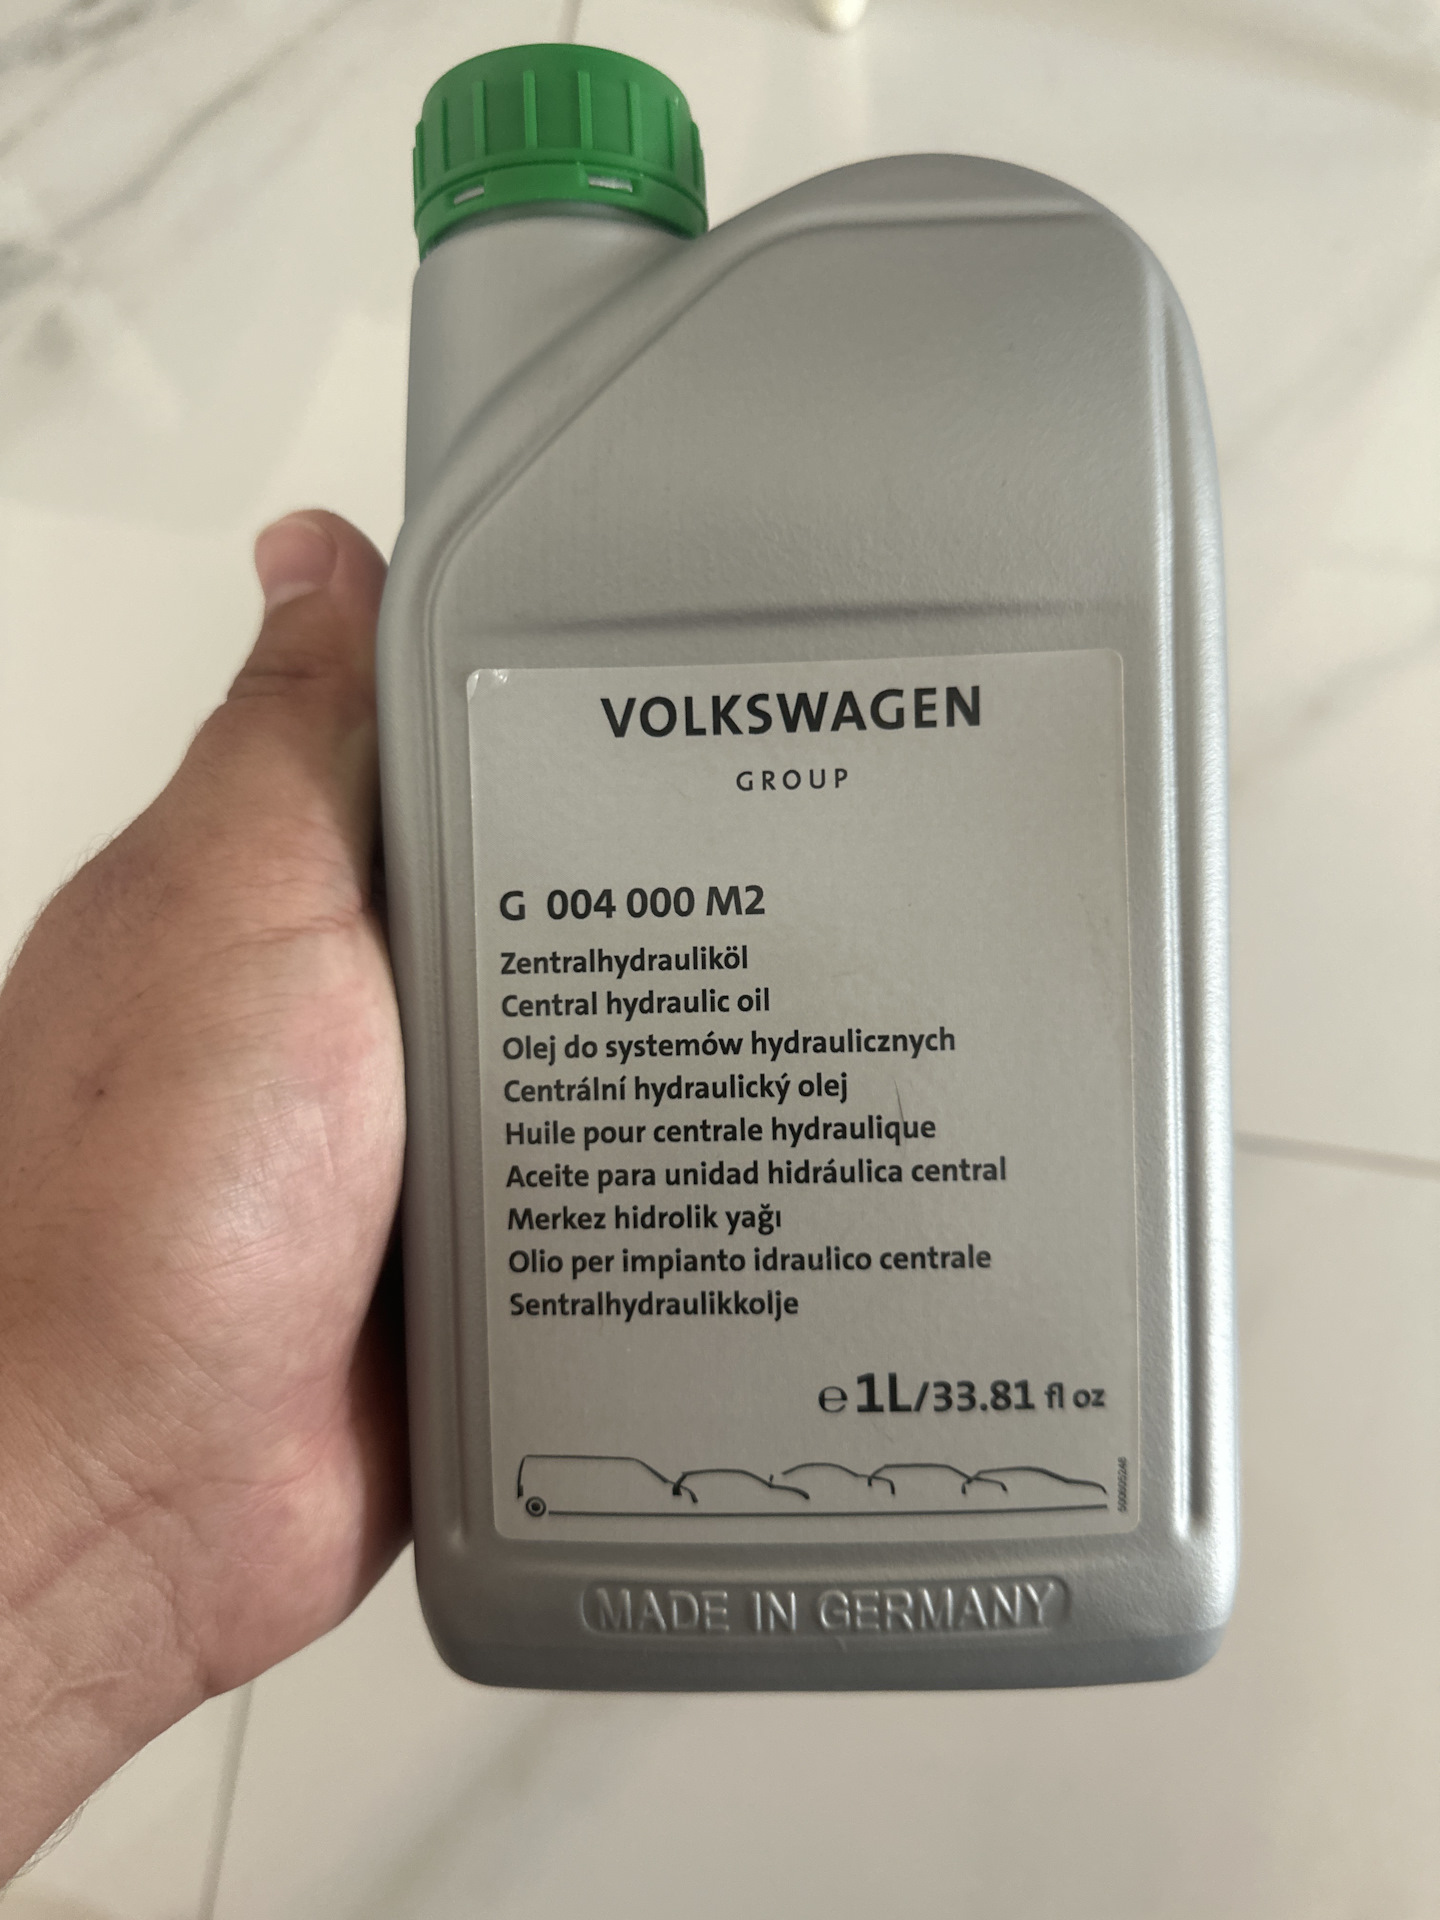 VOLKSWAGEN
GROUP
G 004 000 M2
Zentralhydrauliköl
Central hydraulic oil
Olej do systemów hydraulicznych
Centrální hydraulický olej
Huile pour centrale hydraulique
Aceite para unidad hidráulica central
Merkez hidrolik yağı
Olio per impianto idraulico centrale
Sentralhydraulikkolje
℮1L/33.81 fl oz
MADE IN GERMANY